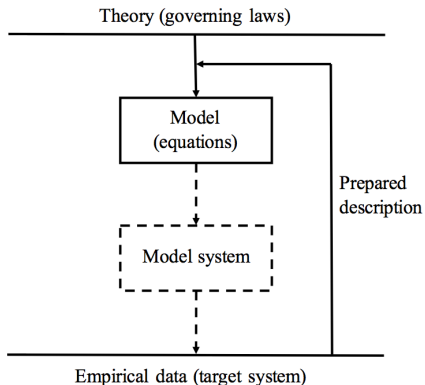 Theory (governing laws)
Model
(equations)
Prepared
description
Model system
Empirical data (target system)